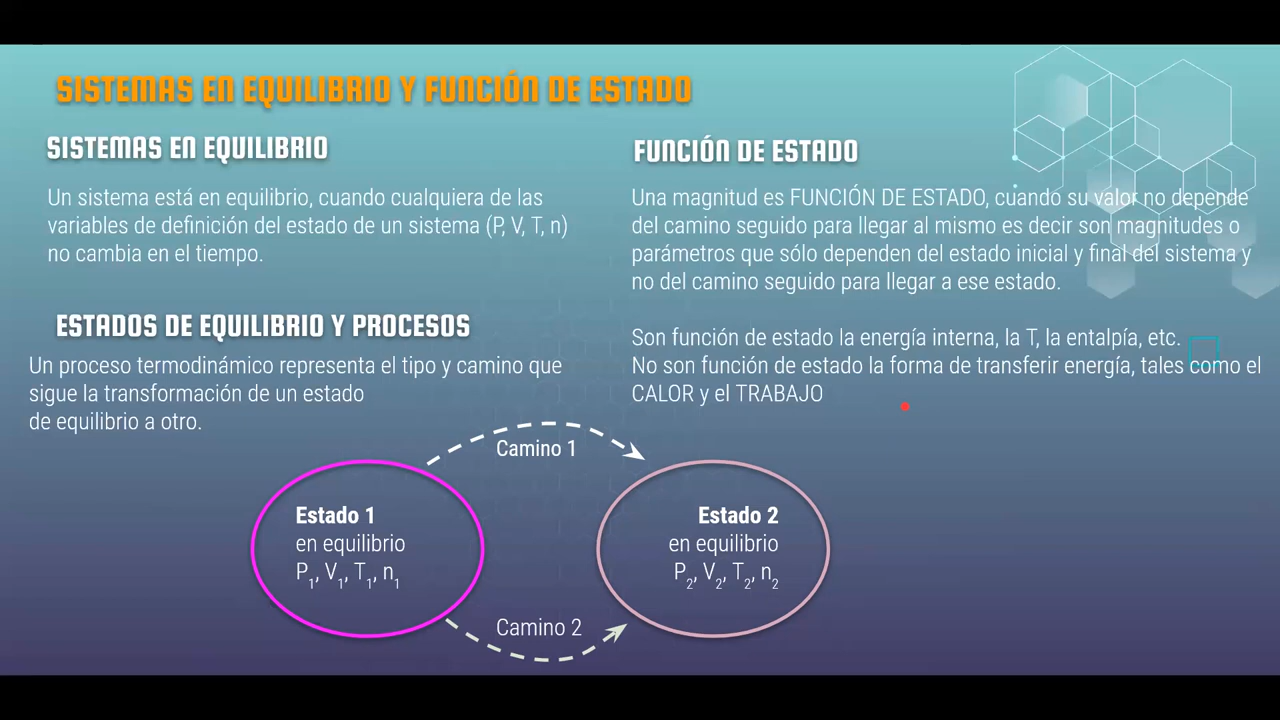 SISTEMAS EN EQUILIBRIO Y FUNCIÓN DE ESTADO
SISTEMAS EN EQUILIBRIO
Un sistema está en equilibrio, cuando cualquiera de las
variables de definición del estado de un sistema (P, V, T, n)
no cambia en el tiempo.
ESTADOS DE EQUILIBRIO Y PROCESOS
Un proceso termodinámico representa el tipo y camino que
sigue la transformación de un estado
de equilibrio a otro.
FUNCIÓN DE ESTADO
Una magnitud es FUNCIÓN DE ESTADO, cuando su valor no depende
del camino seguido para llegar al mismo es decir son magnitudes o
parámetros que sólo dependen del estado inicial y final del sistema y
no del camino seguido para llegar a ese estado.
Son función de estado la energía interna, la T, la entalpía, etc.
No son función de estado la forma de transferir energía, tales como el
CALOR y el TRABAJO
Camino 1
Estado 1
en equilibrio
P₁, V₁, T₁, n₁
Estado 2
en equilibrio
P₂, V₂, T₂, n₂
Camino 2